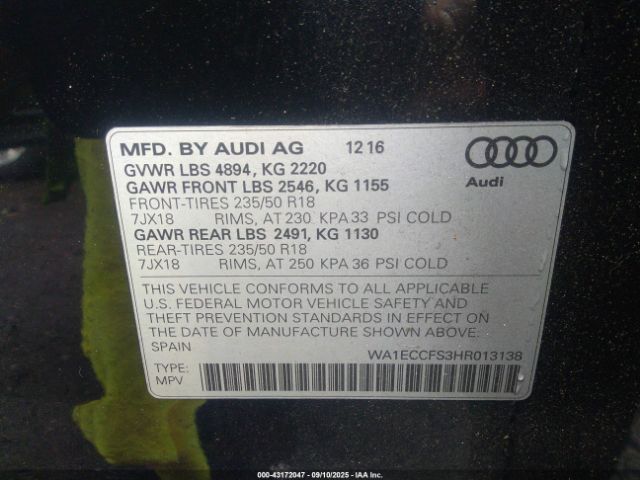 MFD. BY AUDI AG 12 16
GVWR LBS 4894, KG 2220
GAWR FRONT LBS 2546, KG 1155
FRONT-TIRES 235/50 R18
7JX18 RIMS, AT 230 KPA 33 PSI COLD
GAWR REAR LBS 2491, KG 1130
REAR-TIRES 235/50 R18
7JX18 RIMS, AT 250 KPA 36 PSI COLD
Audi
THIS VEHICLE CONFORMS TO ALL APPLICABLE
U.S. FEDERAL MOTOR VEHICLE SAFETY AND
THEFT PREVENTION STANDARDS IN EFFECT ON
THE DATE OF MANUFACTURE SHOWN ABOVE.
SPAIN WA1ECCFS3HR013138
TYPE:
MPV
000-43172047 - 09/10/2025 - IAA Inc.